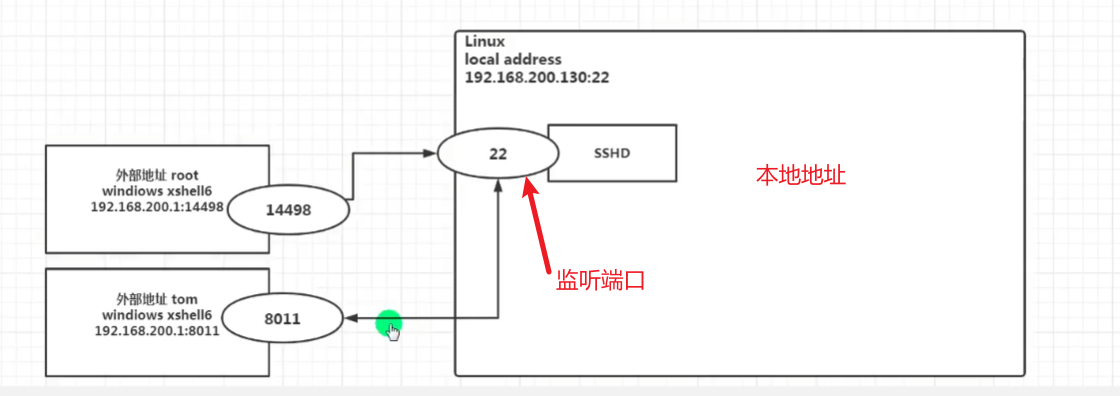 Linux
local address
192.168.200.130:22
22
SSHD
本地地址
监听端口
外部地址 root
windows xshell6
192.168.200.1:14498
14498
外部地址 tom
windows xshell6
192.168.200.1:8011
8011